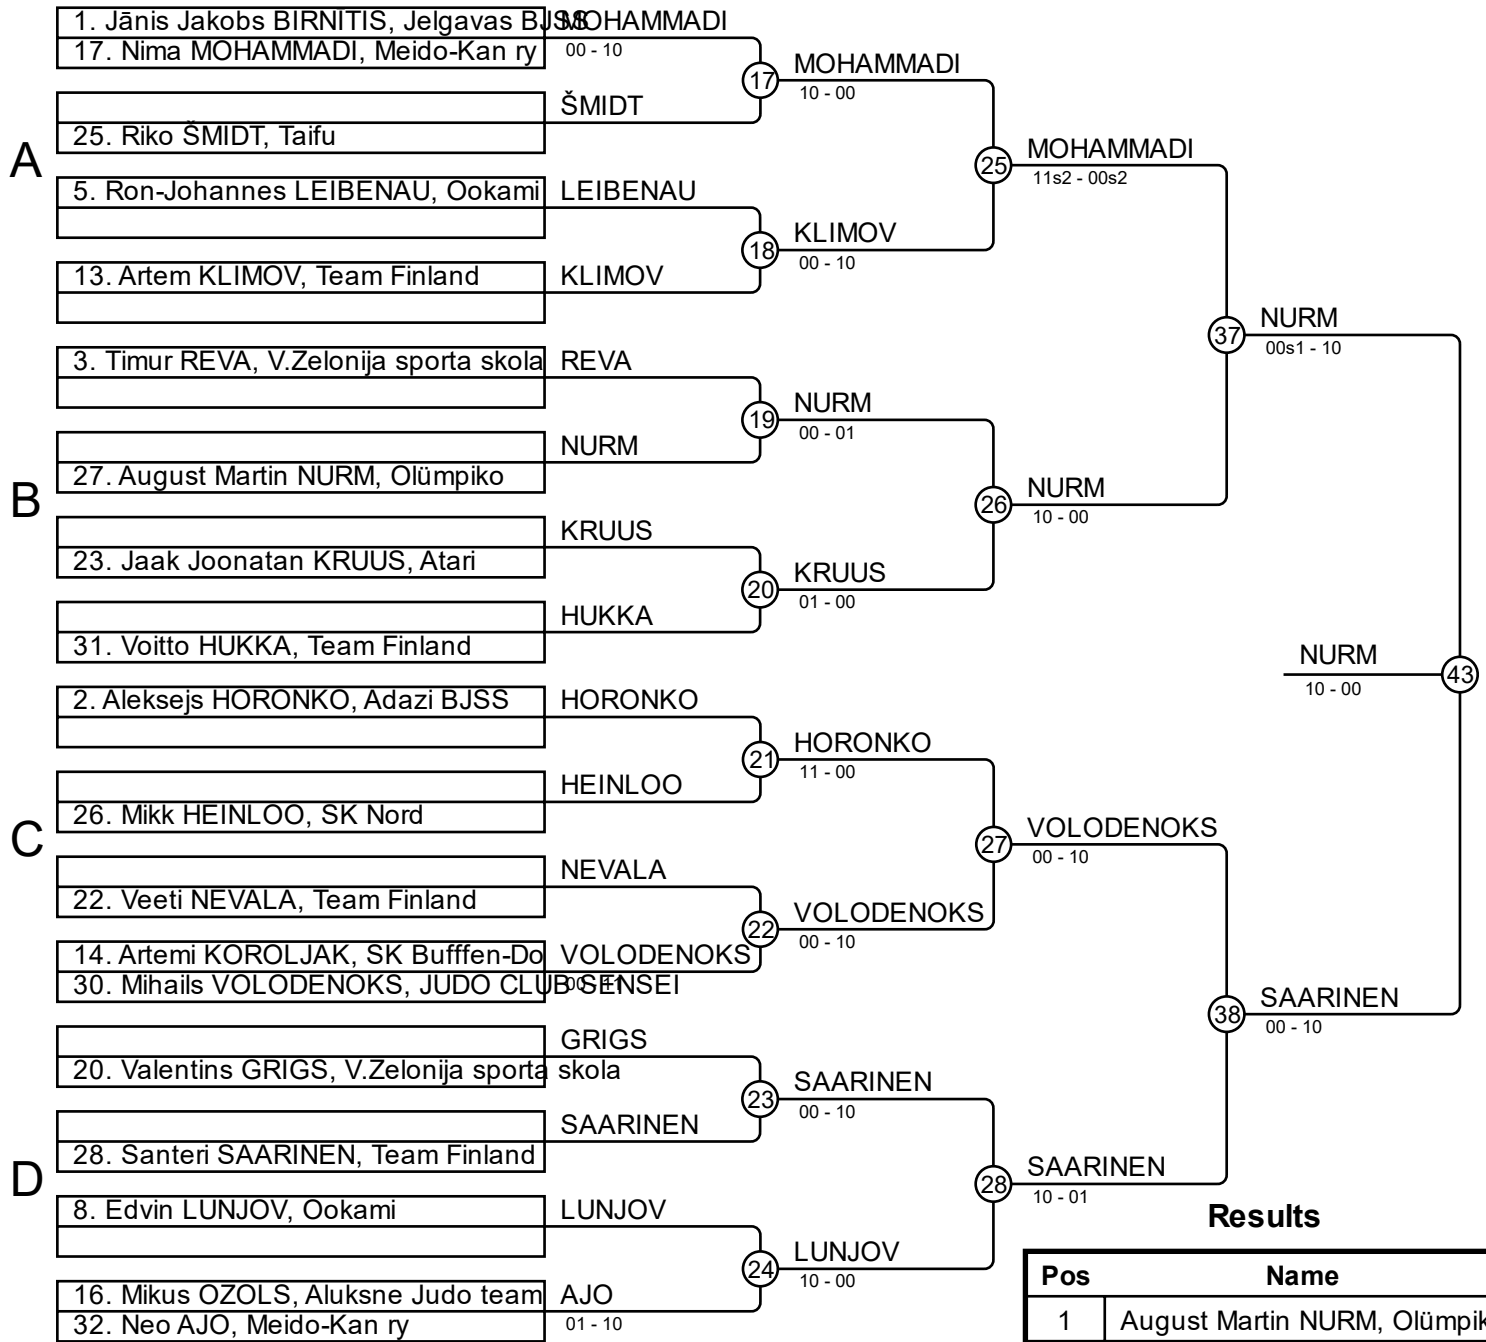 1. Jānis Jakobs BIRNITIS, Jelgavas BJSS
MOHAMMADI
17. Nima MOHAMMADI, Meido-Kan ry
00 - 10
17
MOHAMMADI
10 - 00
ŠMIDT
25. Riko ŠMIDT, Taifu
A
25
MOHAMMADI
11s2 - 00s2
5. Ron-Johannes LEIBENAU, Ookami
LEIBENAU
18
KLIMOV
00 - 10
13. Artem KLIMOV, Team Finland
KLIMOV
37
NURM
00s1 - 10
3. Timur REVA, V.Zelonija sporta skola
REVA
19
NURM
00 - 01
NURM
27. August Martin NURM, Olümpiko
B
26
NURM
10 - 00
KRUUS
23. Jaak Joonatan KRUUS, Atari
20
KRUUS
01 - 00
HUKKA
31. Voitto HUKKA, Team Finland
NURM
10 - 00
43
2. Aleksejs HORONKO, Adazi BJSS
HORONKO
21
HORONKO
11 - 00
HEINLOO
26. Mikk HEINLOO, SK Nord
C
27
VOLODENOKS
00 - 10
NEVALA
22. Veeti NEVALA, Team Finland
22
VOLODENOKS
00 - 10
14. Artemi KOROLJAK, SK Bufffen-Do
VOLODENOKS
30. Mihails VOLODENOKS, JUDO CLUB SENSEI
38
SAARINEN
00 - 10
GRIGS
20. Valentins GRIGS, V.Zelonija sporta skola
23
SAARINEN
00 - 10
SAARINEN
28. Santeri SAARINEN, Team Finland
D
28
SAARINEN
10 - 01
8. Edvin LUNJOV, Ookami
LUNJOV
24
LUNJOV
10 - 00
16. Mikus OZOLS, Aluksne Judo team
AJO
32. Neo AJO, Meido-Kan ry
01 - 10
Results
Pos Name
1 August Martin NURM, Olümpik